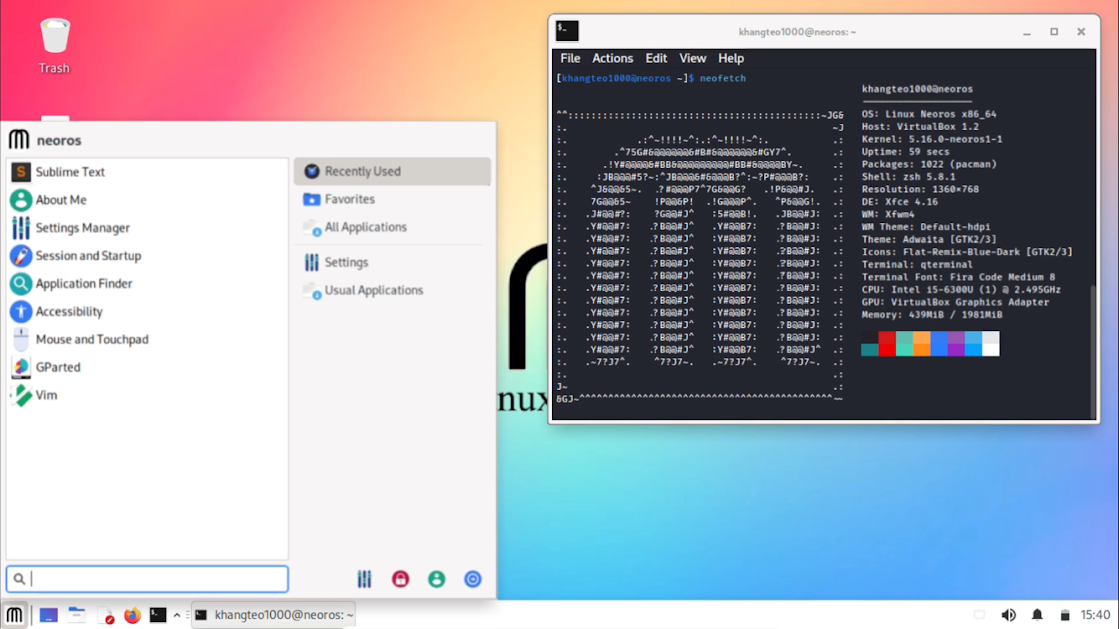 Trash
neoros
Sublime Text
About Me
Settings Manager
Session and Startup
Application Finder
Accessibility
Mouse and Touchpad
GParted
Vim
Recently Used
Favorites
All Applications
Settings
Usual Applications
nux
khangteo1000@neoros: ~
File Actions Edit View Help
[khangteo1000@neoros ~]$ neofetch
khangteo1000@neoros
OS: Linux Neoros x86_64
Host: VirtualBox 1.2
Kernel: 5.16.0-neoros1-1
Uptime: 59 secs
Packages: 1022 (pacman)
Shell: zsh 5.8.1
Resolution: 1360×768
DE: Xfce 4.16
WM: Xfwm4
WM Theme: Default-hdpi
Theme: Adwaita [GTK2/3]
Icons: Flat-Remix-Blue-Dark [GTK2/3]
Terminal: qterminal
Terminal Font: Fira Code Medium 8
CPU: Intel i5-6300U (1) @ 2.495GHz
GPU: VirtualBox Graphics Adapter
Memory: 439MiB / 1981MiB
khangteo1000@neoros: ~
15:40